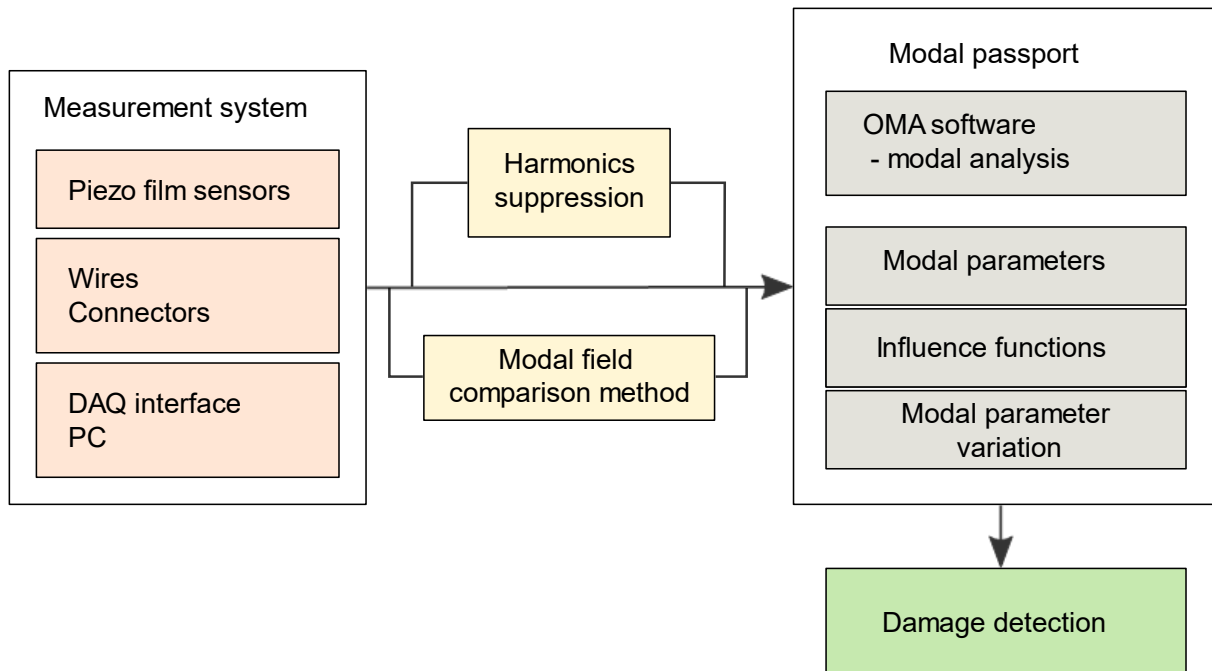 Measurement system
Piezo film sensors
Wires
Connectors
DAQ interface
PC
Harmonics
suppression
Modal field
comparison method
Modal passport
OMA software
- modal analysis
Modal parameters
Influence functions
Modal parameter
variation
Damage detection